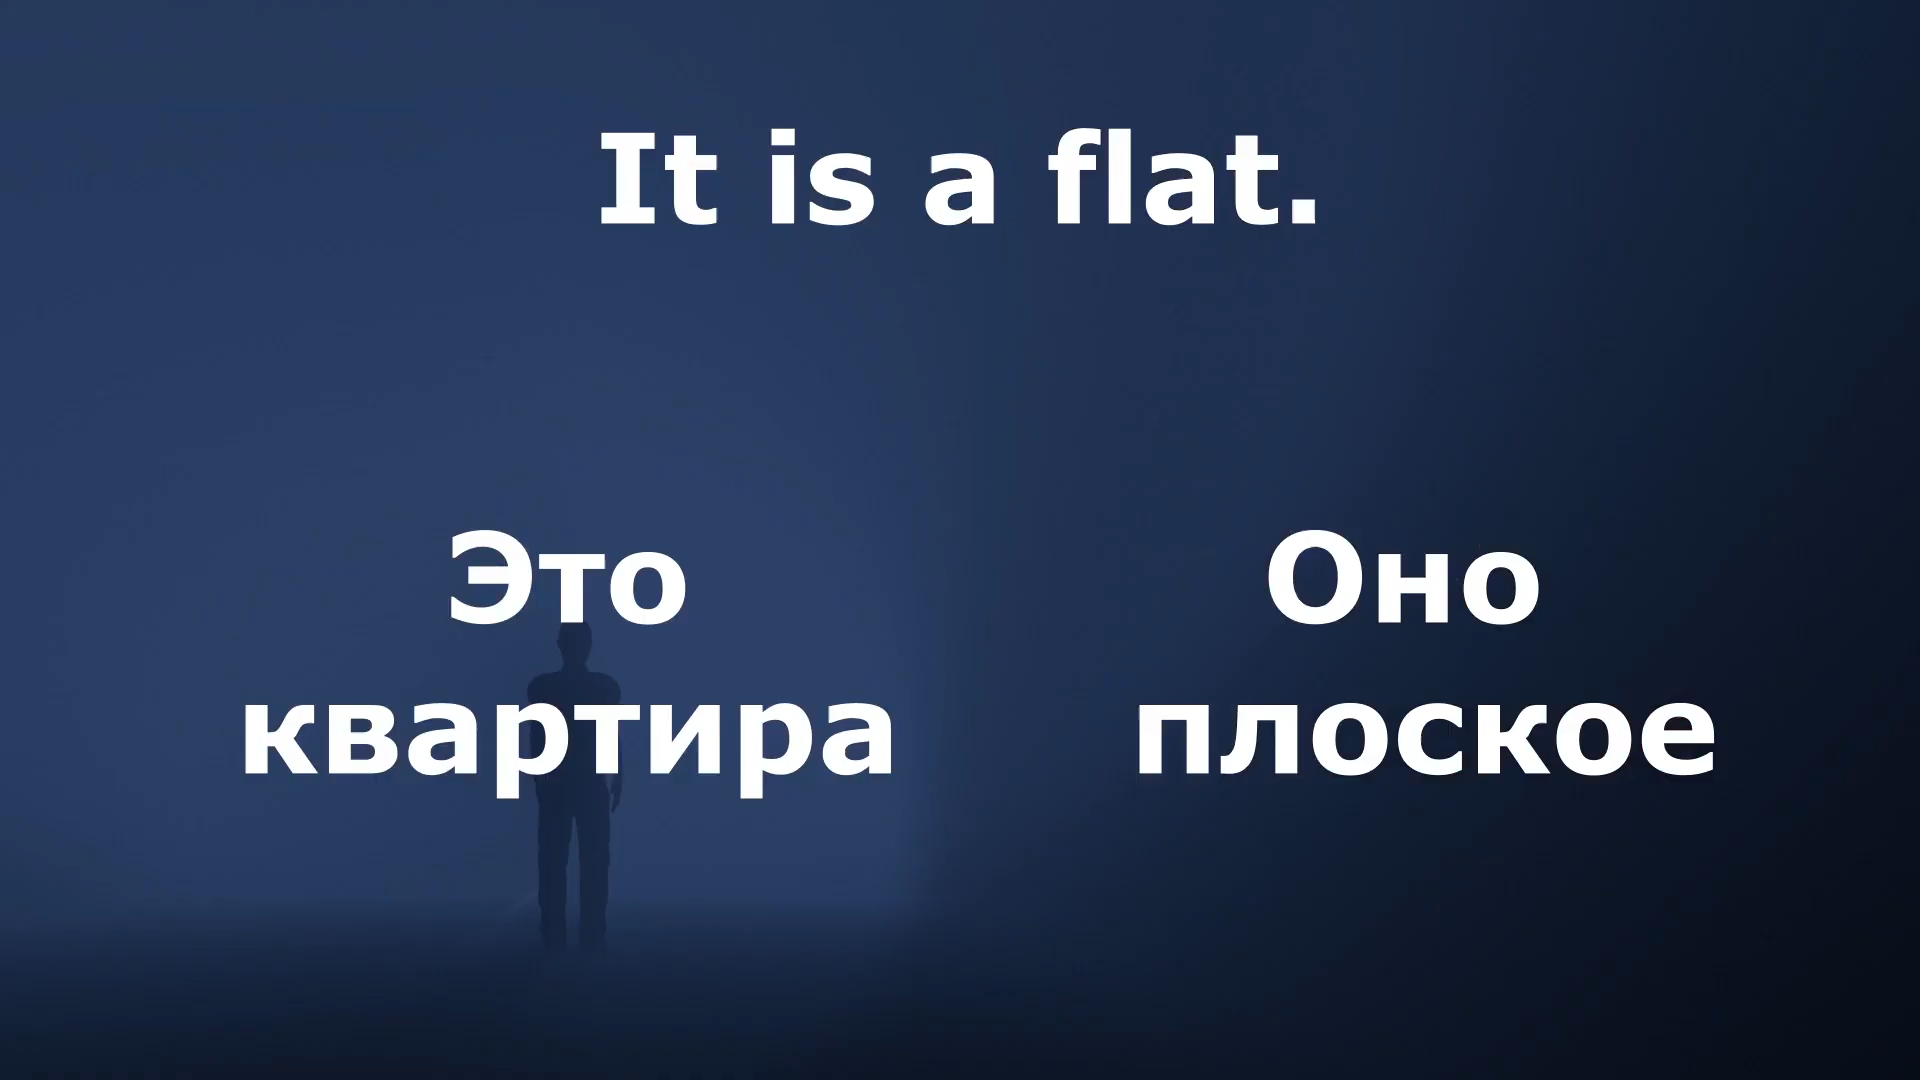 It is a flat.
Это
квартира
Оно
плоское